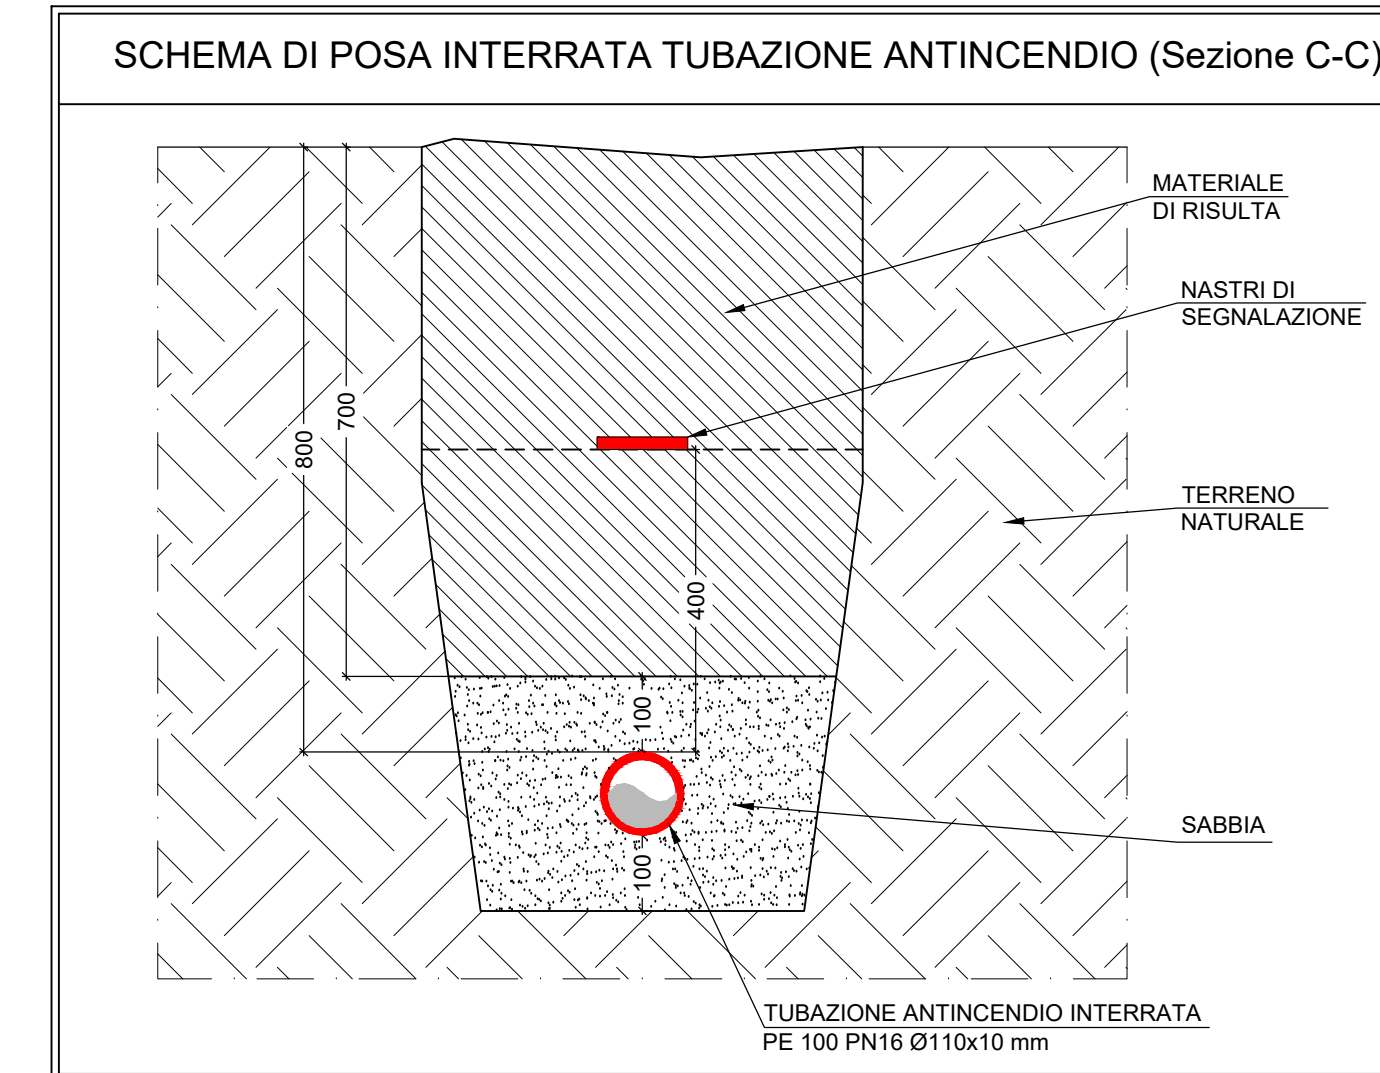 SCHEMA DI POSA INTERRATA TUBAZIONE ANTINCENDIO (Sezione C-C)
MATERIALE
DI RISULTA
NASTRI DI
SEGNALAZIONE
700
800
TERRENO
NATURALE
400
100
SABBIA
100
TUBAZIONE ANTINCENDIO INTERRATA
PE 100 PN16 Ø110x10 mm